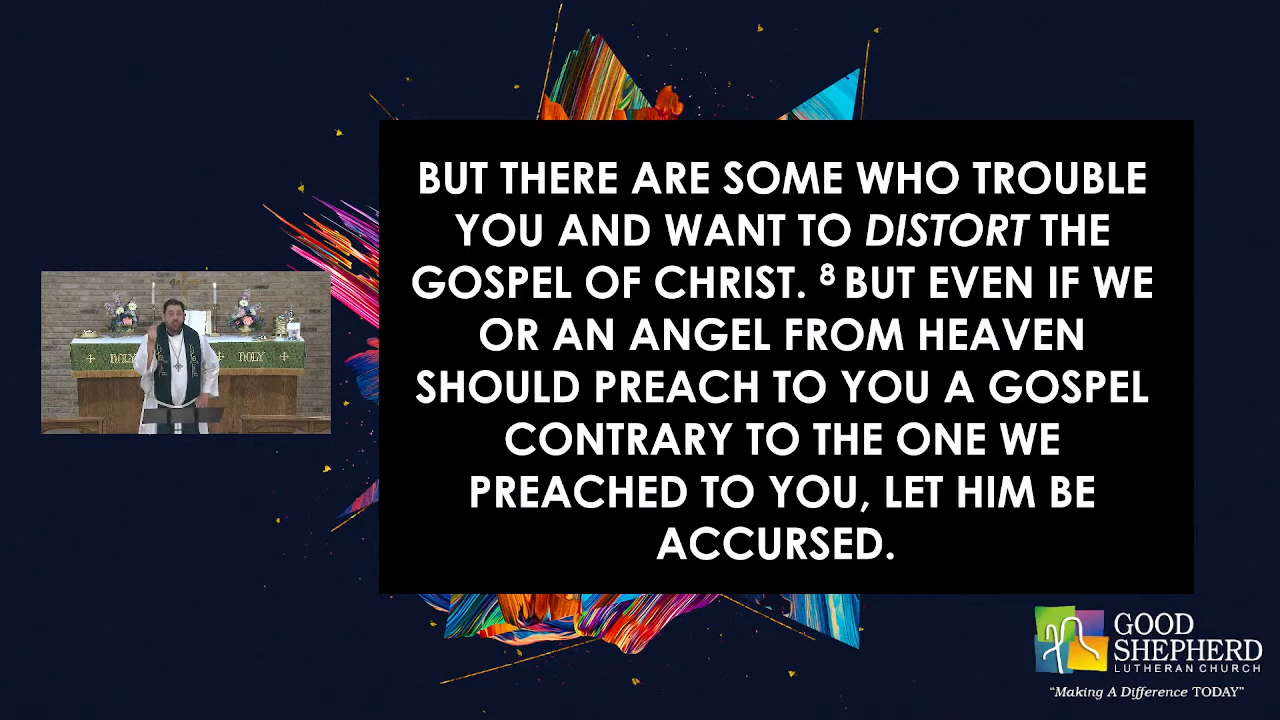 BUT THERE ARE SOME WHO TROUBLE
YOU AND WANT TO DISTORT THE
GOSPEL OF CHRIST. ⁸ BUT EVEN IF WE
OR AN ANGEL FROM HEAVEN
SHOULD PREACH TO YOU A GOSPEL
CONTRARY TO THE ONE WE
PREACHED TO YOU, LET HIM BE
ACCURSED.
HOLY
HOLY
GOOD
SHEPHERD
LUTHERAN CHURCH
"Making A Difference TODAY"